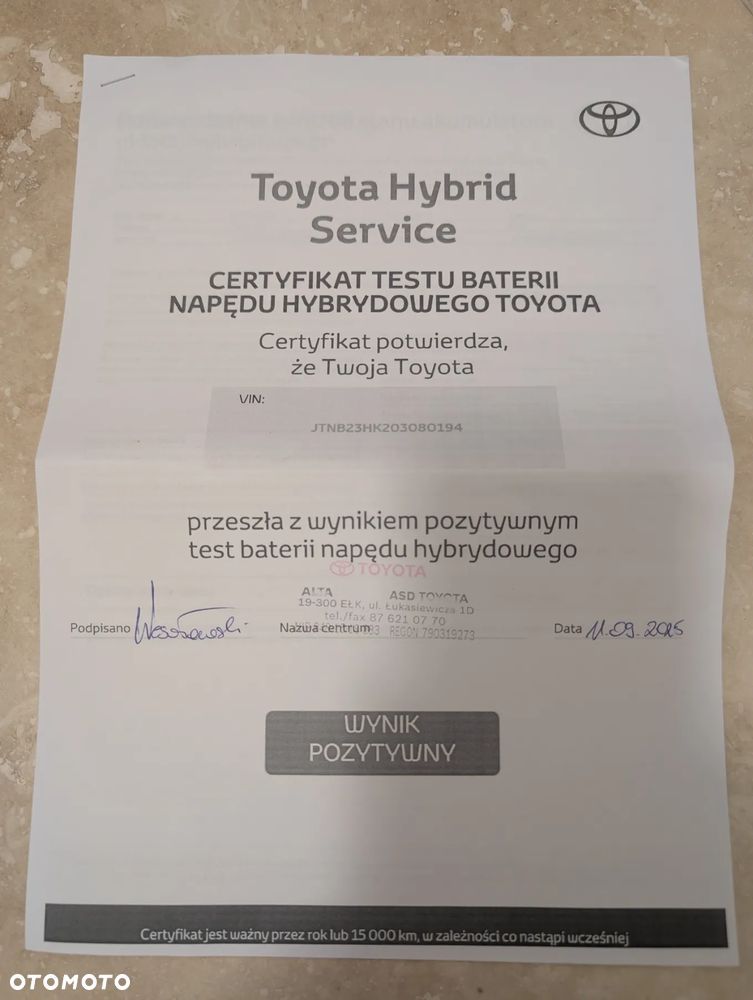 Toyota Hybrid
Service
CERTYFIKAT TESTU BATERII
NAPĘDU HYBRYDOWEGO TOYOTA
Certyfikat potwierdza,
że Twoja Toyota
VIN:
JTNB23HK203080194
przeszła z wynikiem pozytywnym
test baterii napędu hybrydowego
TOYOTA
ALTA ASD TOYOTA
19-300 EŁK, ul. Łukasiewicza 1D
tel./fax 87 621 07 70
REGON 790319273
Podpisano Nazwa centrum Data 11.09.2025
WYNIK
POZYTYWNY
Certyfikat jest ważny przez rok lub 15 000 km, w zależności co nastąpi wcześniej
OTOMOTO